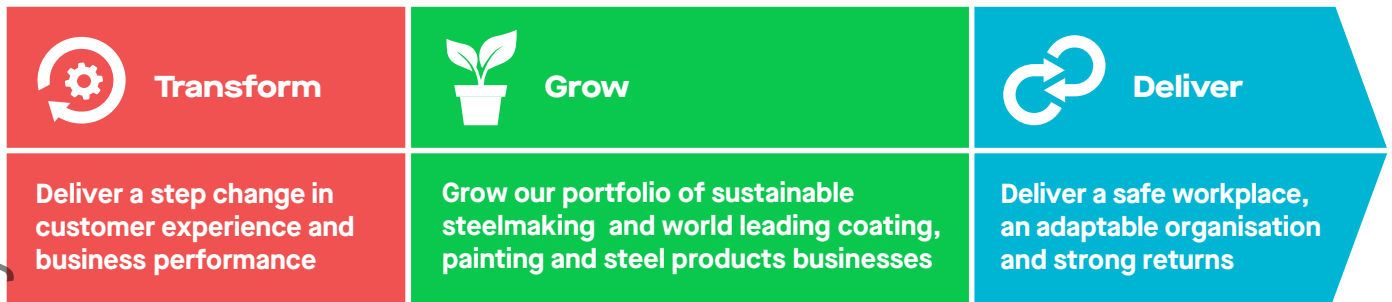 Transform
Deliver a step change in
customer experience and
business performance
Grow
Grow our portfolio of sustainable
steelmaking and world leading coating,
painting and steel products businesses
Deliver
Deliver a safe workplace,
an adaptable organisation
and strong returns